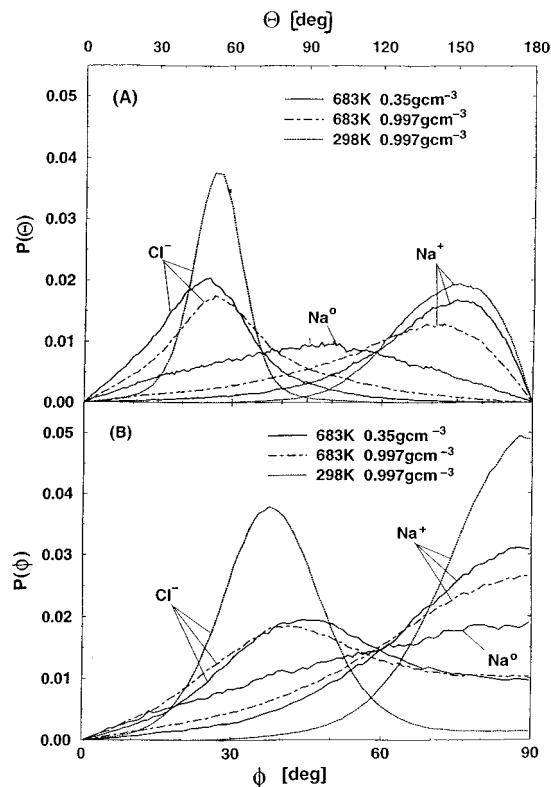 Θ [deg]
0 30 60 90 120 150 180
0.05
0.04
0.03
0.02
0.01
0.00
P(Θ)
(A)
683K 0.35gcm⁻³
683K 0.997gcm⁻³
298K 0.997gcm⁻³
Cl⁻
Na⁺
Na⁰
0.05
0.04
0.03
0.02
0.01
0.00
P(ϕ)
(B)
683K 0.35gcm⁻³
683K 0.997gcm⁻³
298K 0.997gcm⁻³
Na⁺
Cl⁻
Na⁰
0 30 60 90
ϕ [deg]